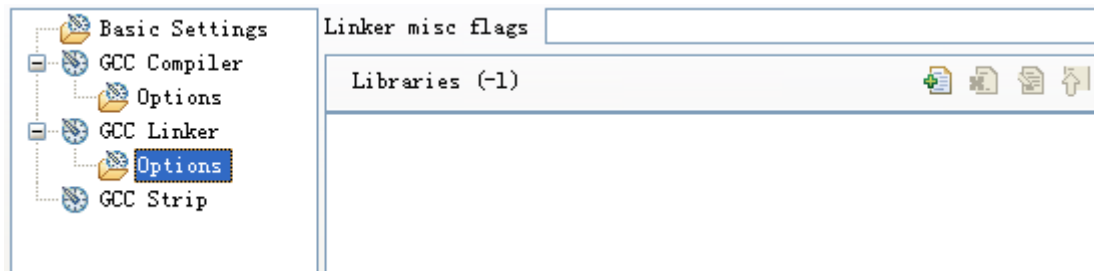 Basic Settings
GCC Compiler
Options
GCC Linker
Options
GCC Strip
Linker misc flags
Libraries (-l)